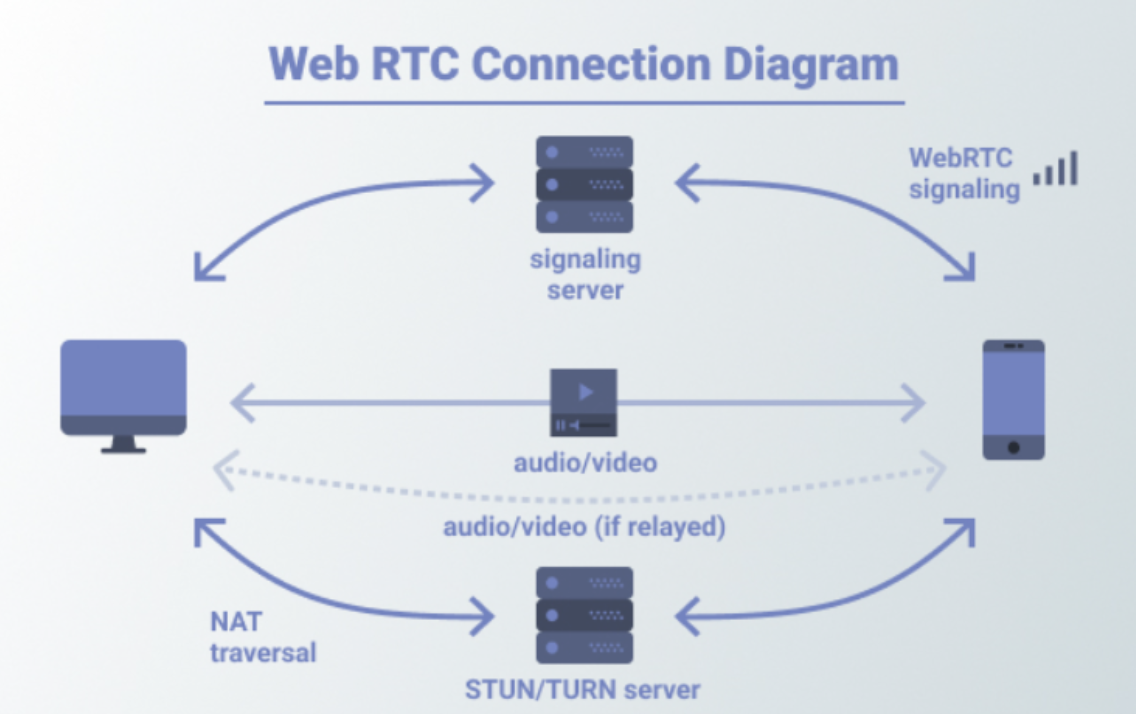 Web RTC Connection Diagram
WebRTC
signaling
signaling
server
audio/video
audio/video (if relayed)
NAT
traversal
STUN/TURN server